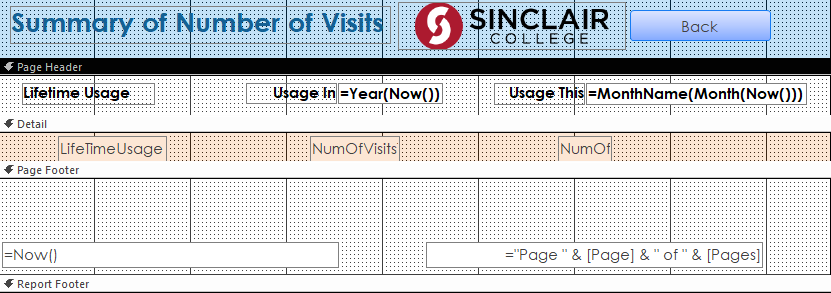 Summary of Number of Visits
SINCLAIR
COLLEGE
Back
Page Header
Lifetime Usage
Usage In =Year(Now())
Usage This =MonthName(Month(Now()))
Detail
LifeTimeUsage
NumOfVisits
NumOf
Page Footer
=Now()
="Page " & [Page] & " of " & [Pages]
Report Footer